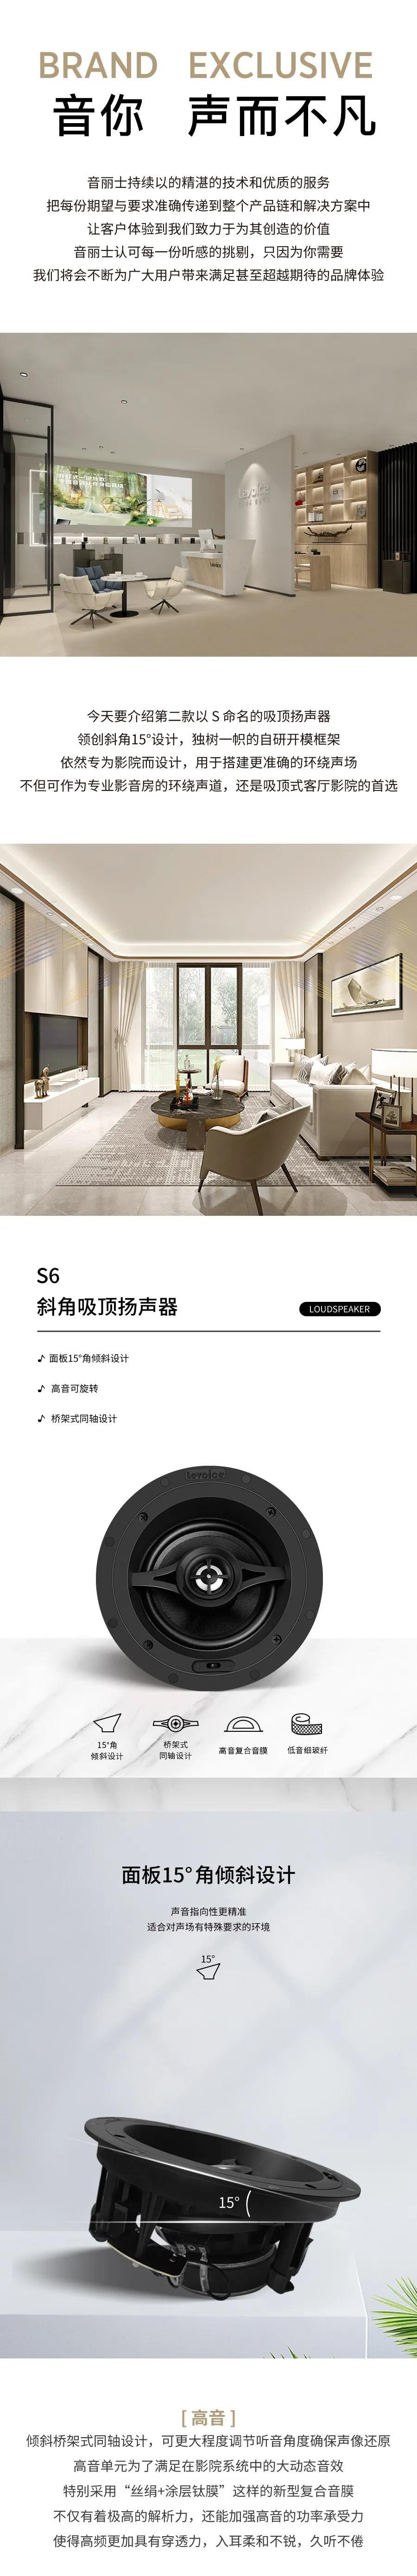 BRAND EXCLUSIVE
音你 声而不凡
音丽士持续以的精湛的技术和优质的服务
把每份期望与要求准确传递到整个产品链和解决方案中
让客户体验到我们致力于为其创造的价值
音丽士认可每一份听感的挑剔，只因为你需要
我们将会不断为广大用户带来满足甚至超越期待的品牌体验
levoice
今天要介绍第二款以 S 命名的吸顶扬声器
领创斜角15°设计，独树一帜的自研开模框架
依然专为影院而设计，用于搭建更准确的环绕声场
不但可作为专业影音房的环绕声道，还是吸顶式客厅影院的首选
S6
斜角吸顶扬声器
LOUDSPEAKER
♪ 面板15°角倾斜设计
♪ 高音可旋转
♪ 桥架式同轴设计
levoice
15°角
倾斜设计
桥架式
同轴设计
高音复合音膜
低音细玻纤
面板15°角倾斜设计
声音指向性更精准
适合对声场有特殊要求的环境
15°
15°
[ 高音 ]
倾斜桥架式同轴设计，可更大程度调节听音角度确保声像还原
高音单元为了满足在影院系统中的大动态音效
特别采用“丝绢+涂层钛膜”这样的新型复合音膜
不仅有着极高的解析力，还能加强高音的功率承受力
使得高频更加具有穿透力，入耳柔和不锐，久听不倦